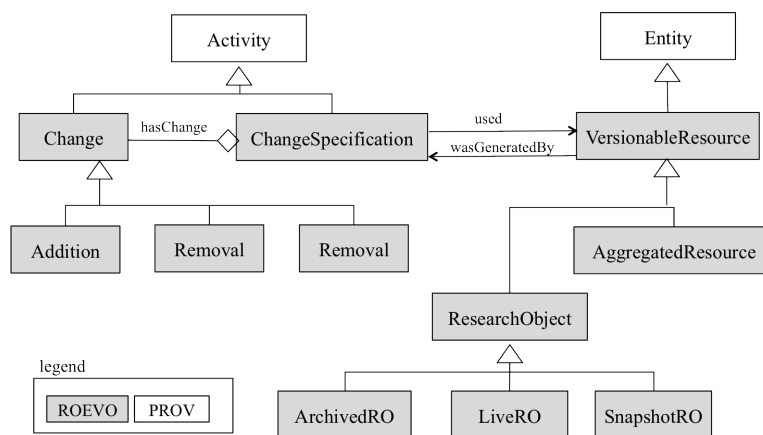 Activity
Entity
Change
hasChange
ChangeSpecification
used
wasGeneratedBy
VersionableResource
Addition
Removal
Removal
AggregatedResource
ResearchObject
legend
ROEVO
PROV
ArchivedRO
LiveRO
SnapshotRO